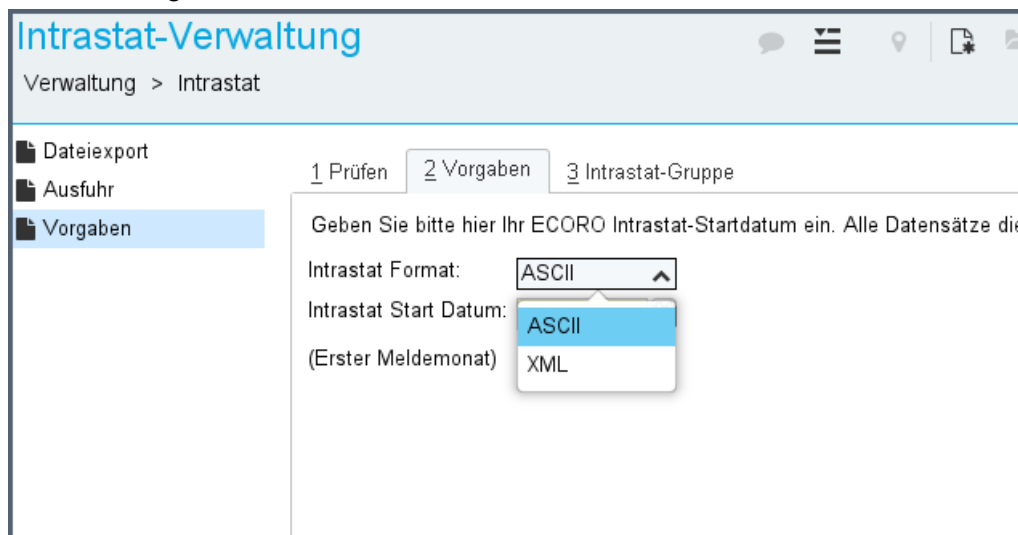 Intrastat-Verwaltung
Verwaltung > Intrastat
Dateiexport
Ausfuhr
Vorgaben
1 Prüfen
2 Vorgaben
3 Intrastat-Gruppe
Geben Sie bitte hier Ihr ECORO Intrastat-Startdatum ein. Alle Datensätze die
Intrastat Format: ASCII
Intrastat Start Datum:
ASCII
(Erster Meldemonat)
XML